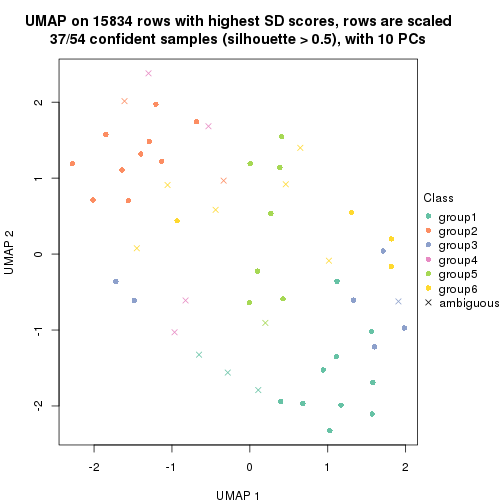 UMAP on 15834 rows with highest SD scores, rows are scaled
37/54 confident samples (silhouette > 0.5), with 10 PCs
UMAP 2
2
1
0
-1
-2
-2
-1
0
1
2
UMAP 1
Class
group1
group2
group3
group4
group5
group6
ambiguous